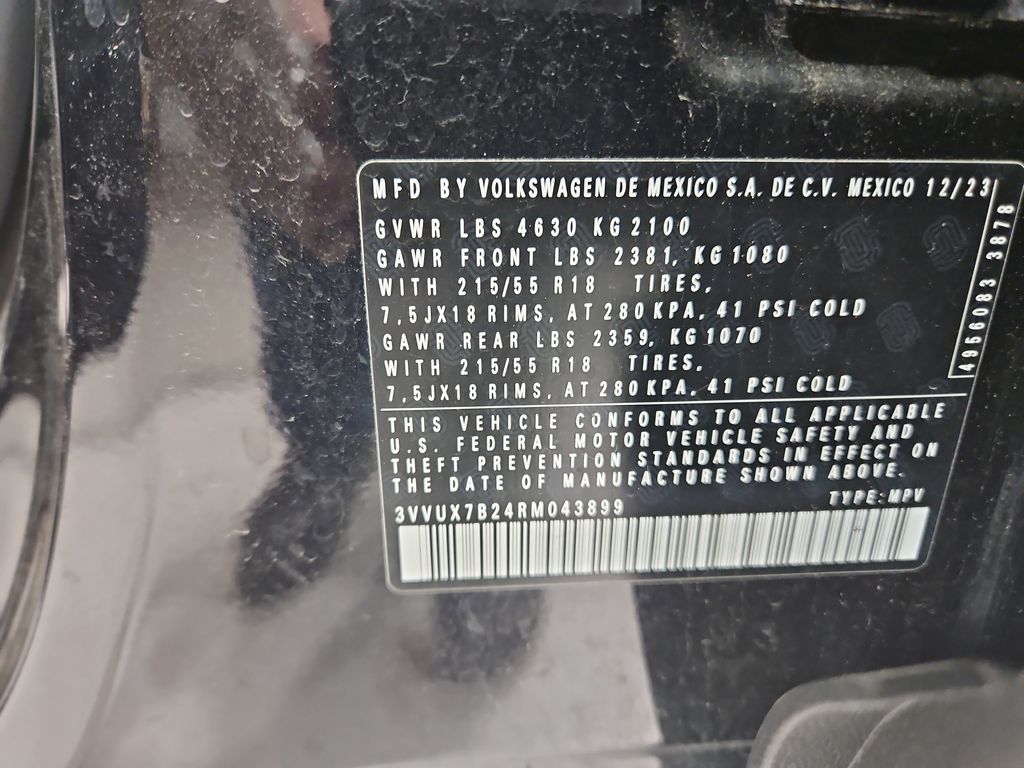 MFD BY VOLKSWAGEN DE MEXICO S.A. DE C.V. MEXICO 12/23
GVWR LBS 4630 KG 2100
GAWR FRONT LBS 2381, KG 1080
WITH 215/55 R18 TIRES,
7,5JX18 RIMS, AT 280 KPA, 41 PSI COLD
GAWR REAR LBS 2359, KG 1070
WITH 215/55 R18 TIRES,
7,5JX18 RIMS, AT 280 KPA, 41 PSI COLD
4956083 3878
THIS VEHICLE CONFORMS TO ALL APPLICABLE
U.S. FEDERAL MOTOR VEHICLE SAFETY AND
THEFT PREVENTION STANDARDS IN EFFECT ON
THE DATE OF MANUFACTURE SHOWN ABOVE.
3VVUX7B24RM043899 TYPE: MPV